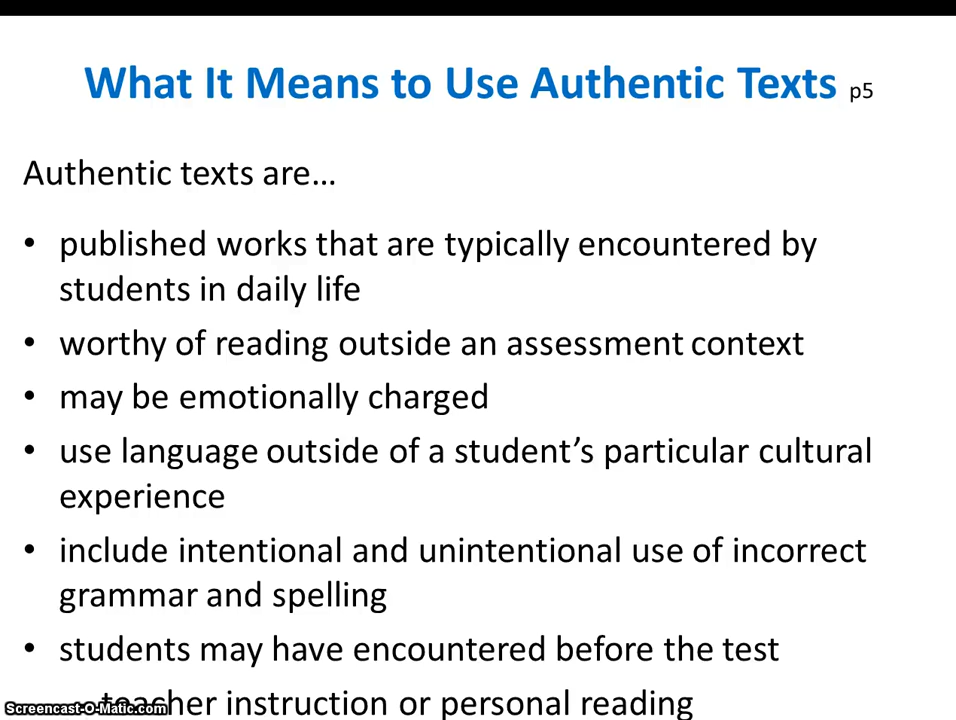 What It Means to Use Authentic Texts p5
Authentic texts are…
• published works that are typically encountered by
students in daily life
• worthy of reading outside an assessment context
• may be emotionally charged
• use language outside of a student’s particular cultural
experience
• include intentional and unintentional use of incorrect
grammar and spelling
• students may have encountered before the test
teacher instruction or personal reading
Screencast-O-Matic.com